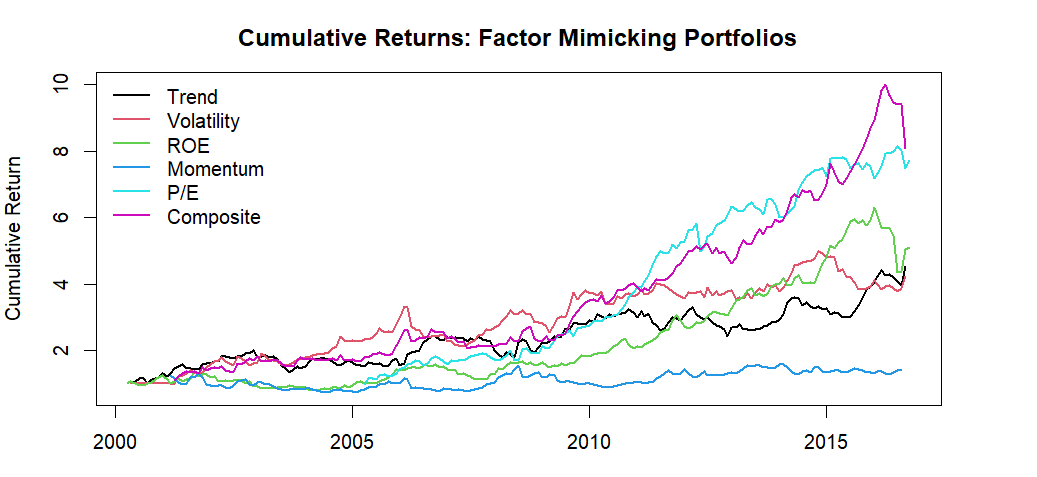 Cumulative Returns: Factor Mimicking Portfolios
Cumulative Return
10
8
6
4
2
Trend
Volatility
ROE
Momentum
P/E
Composite
2000 2005 2010 2015